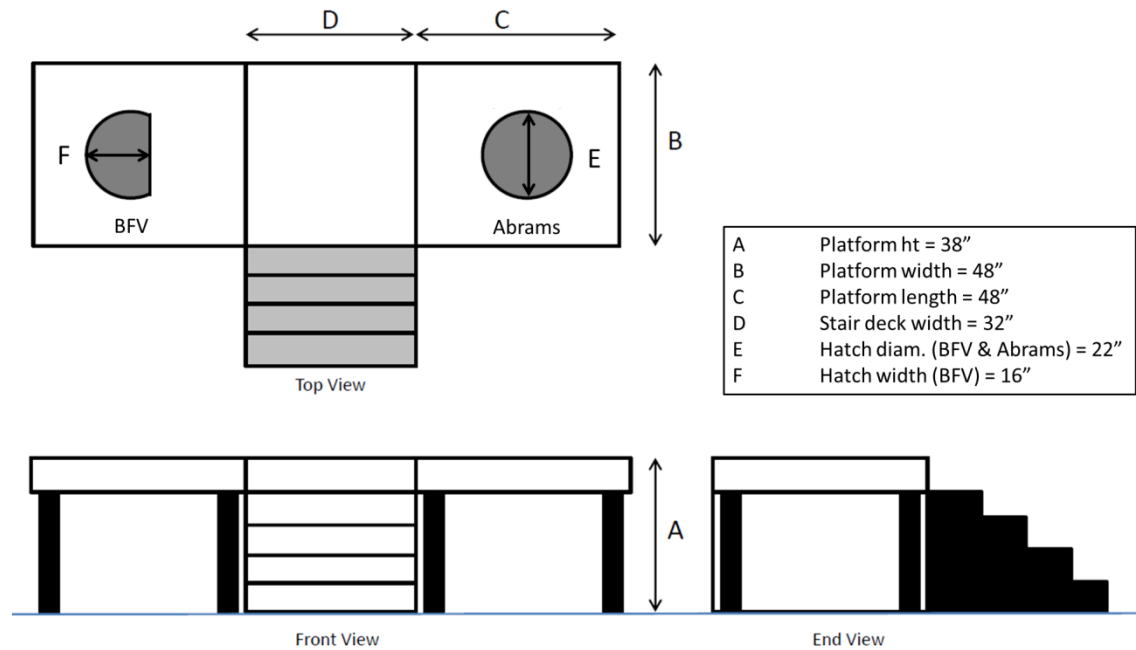 D
C
F
E
B
BFV
Abrams
Top View
A Platform ht = 38”
B Platform width = 48”
C Platform length = 48”
D Stair deck width = 32”
E Hatch diam. (BFV & Abrams) = 22”
F Hatch width (BFV) = 16”
A
Front View
End View